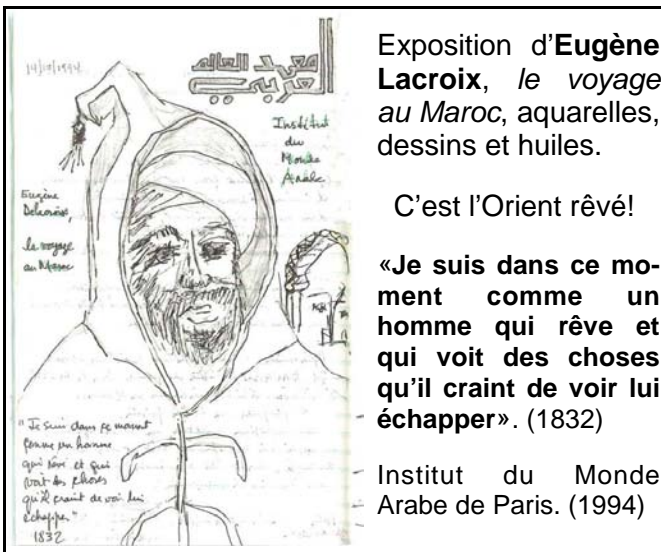 معهد العالم
العربي
Institut
du
Monde
Arabe
Eugène
Delacroix,
le voyage
au Maroc
"Je suis dans ce moment
comme un homme
qui rêve et qui
voit des choses
qu'il craint de voir lui
échapper"
1832
Exposition d'Eugène
Lacroix, le voyage
au Maroc, aquarelles,
dessins et huiles.
C'est l'Orient rêvé!
«Je suis dans ce mo-
ment comme un
homme qui rêve et
qui voit des choses
qu'il craint de voir lui
échapper». (1832)
Institut du Monde
Arabe de Paris. (1994)